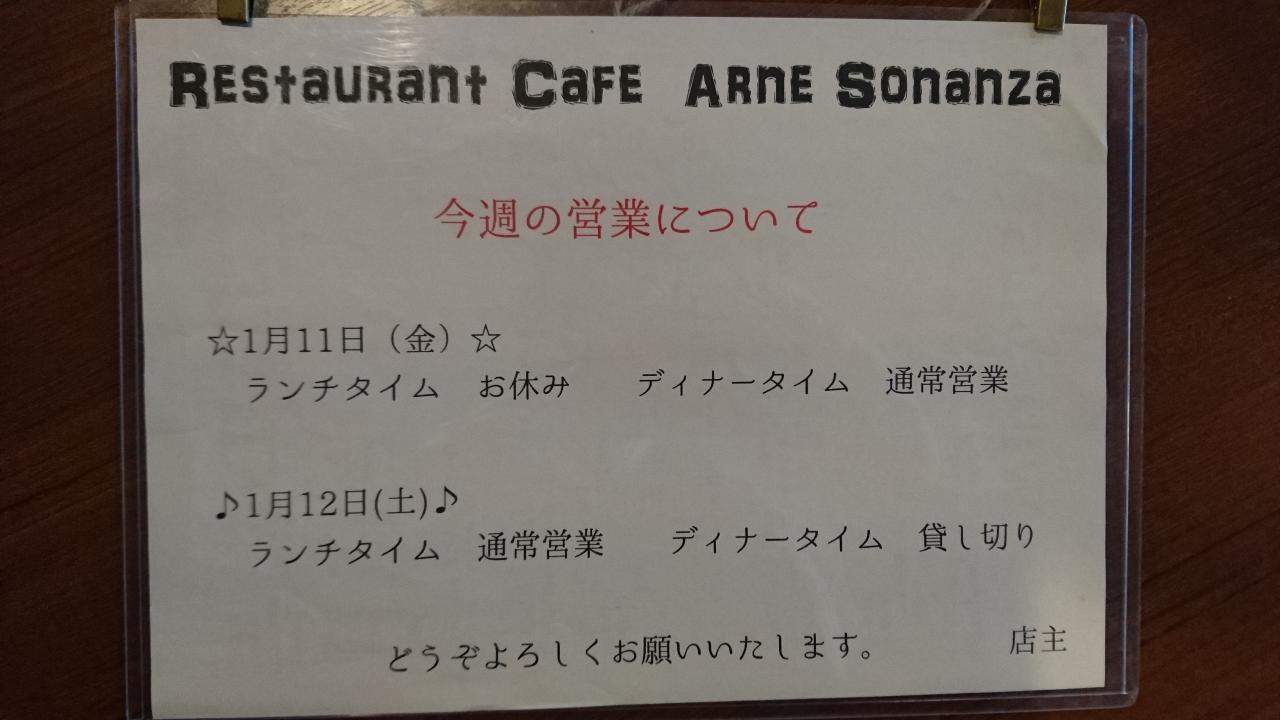 Restaurant Cafe Arne Sonanza
今週の営業について
☆1月11日（金）☆
ランチタイム　お休み　　ディナータイム　通常営業
♪1月12日(土)♪
ランチタイム　通常営業　　ディナータイム　貸し切り
どうぞよろしくお願いいたします。　店主